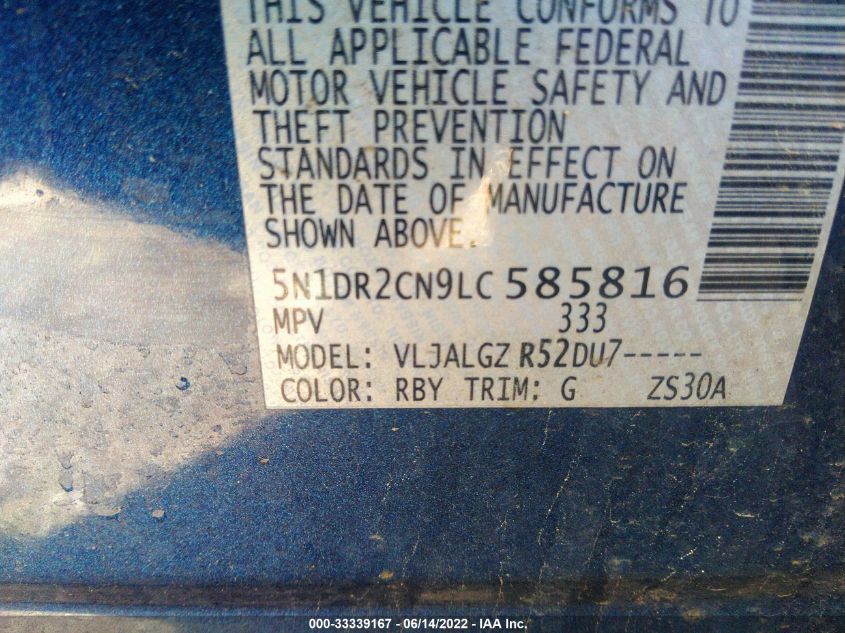 THIS VEHICLE CONFORMS TO
ALL APPLICABLE FEDERAL
MOTOR VEHICLE SAFETY AND
THEFT PREVENTION
STANDARDS IN EFFECT ON
THE DATE OF MANUFACTURE
SHOWN ABOVE.
5N1DR2CN9LC 585816
MPV 333
MODEL: VLJALGZ R52DU7-----
COLOR: RBY TRIM: G ZS30A
000-33339167 - 06/14/2022 - IAA Inc.